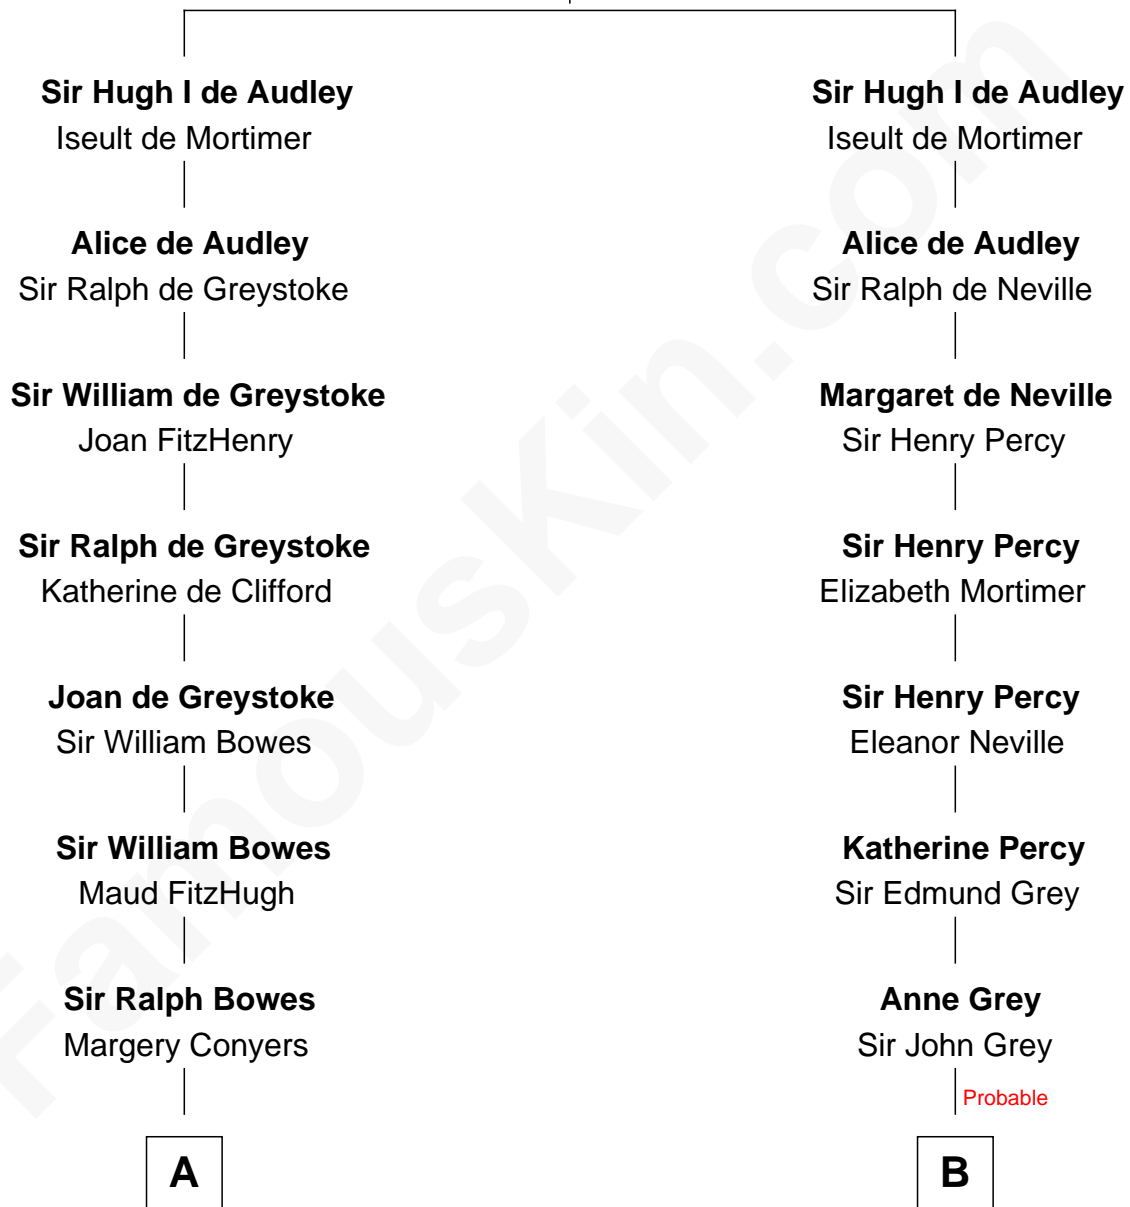 Sir Hugh I de Audley
Iseult de Mortimer
Alice de Audley
Sir Ralph de Greystoke
Sir William de Greystoke
Joan FitzHenry
Sir Ralph de Greystoke
Katherine de Clifford
Joan de Greystoke
Sir William Bowes
Sir William Bowes
Maud FitzHugh
Sir Ralph Bowes
Margery Conyers
A
Sir Hugh I de Audley
Iseult de Mortimer
Alice de Audley
Sir Ralph de Neville
Margaret de Neville
Sir Henry Percy
Sir Henry Percy
Elizabeth Mortimer
Sir Henry Percy
Eleanor Neville
Katherine Percy
Sir Edmund Grey
Anne Grey
Sir John Grey
Probable
B
FamousKin.com